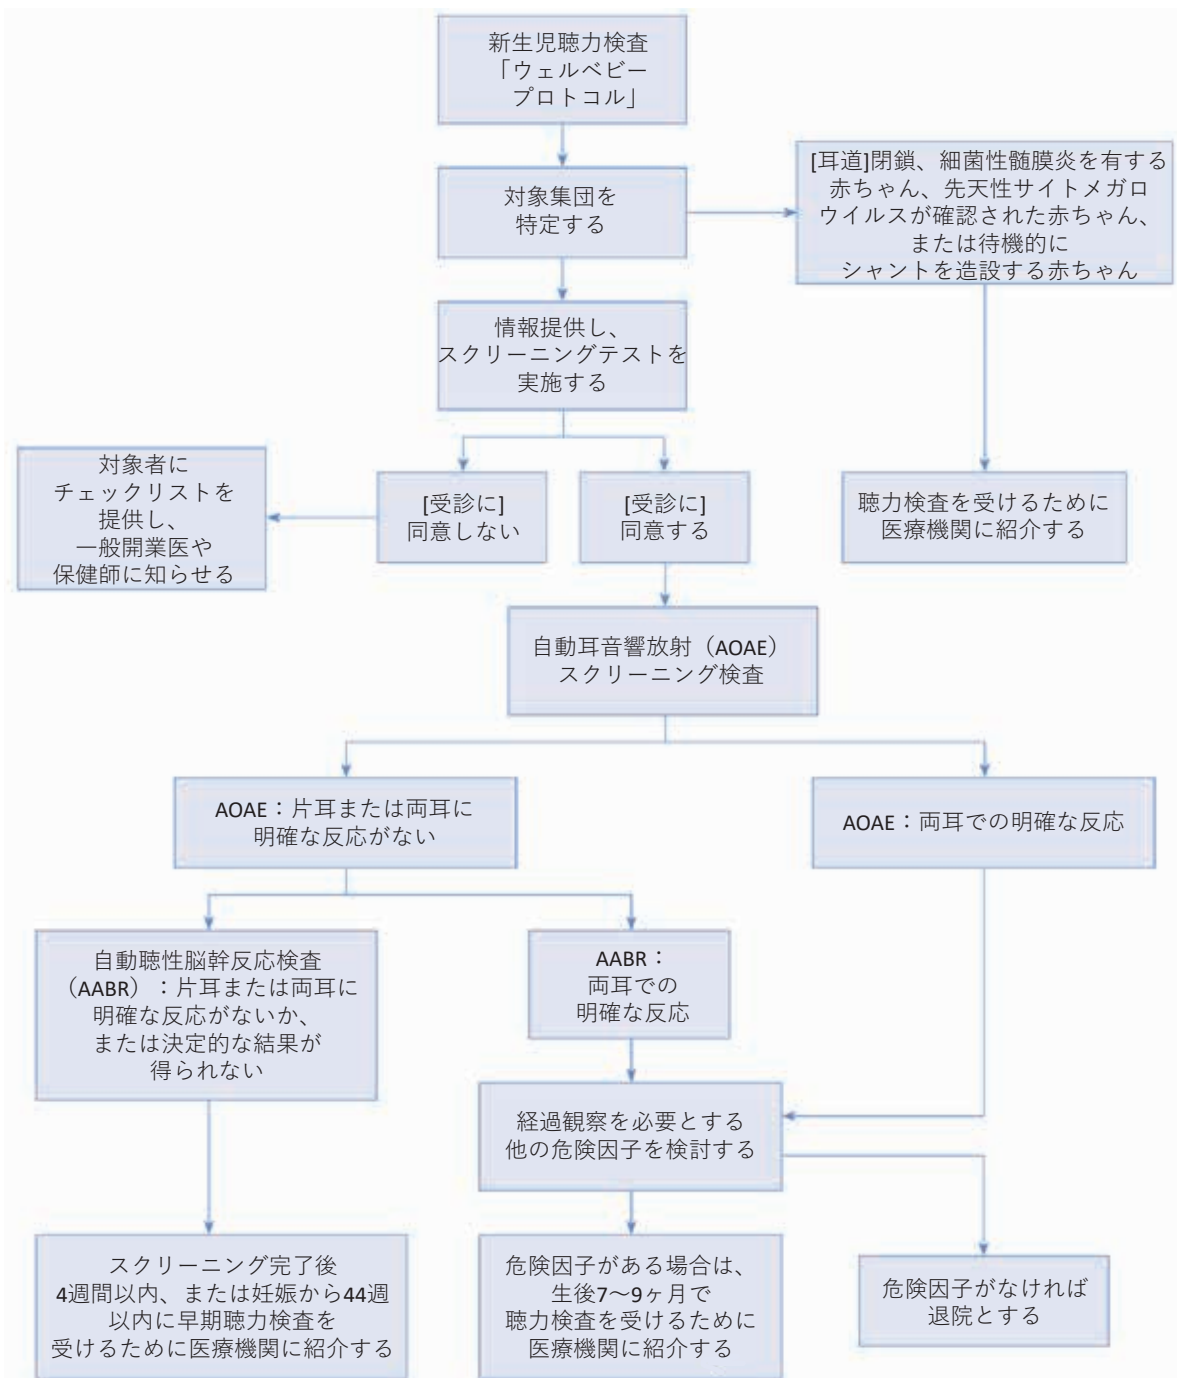 新生児聴力検査
「ウェルベビー
プロトコル」
対象集団を
特定する
[耳道]閉鎖、細菌性髄膜炎を有する
赤ちゃん、先天性サイトメガロ
ウイルスが確認された赤ちゃん、
または待機的に
シャントを造設する赤ちゃん
情報提供し、
スクリーニングテストを
実施する
対象者に
チェックリストを
提供し、
一般開業医や
保健師に知らせる
[受診に]
同意しない
[受診に]
同意する
聴力検査を受けるために
医療機関に紹介する
自動耳音響放射（AOAE）
スクリーニング検査
AOAE：片耳または両耳に
明確な反応がない
AOAE：両耳での明確な反応
自動聴性脳幹反応検査
（AABR）：片耳または両耳に
明確な反応がないか、
または決定的な結果が
得られない
AABR：
両耳での
明確な反応
経過観察を必要とする
他の危険因子を検討する
スクリーニング完了後
4週間以内、または妊娠から44週
以内に早期聴力検査を
受けるために医療機関に紹介する
危険因子がある場合は、
生後7～9ヶ月で
聴力検査を受けるために
医療機関に紹介する
危険因子がなければ
退院とする